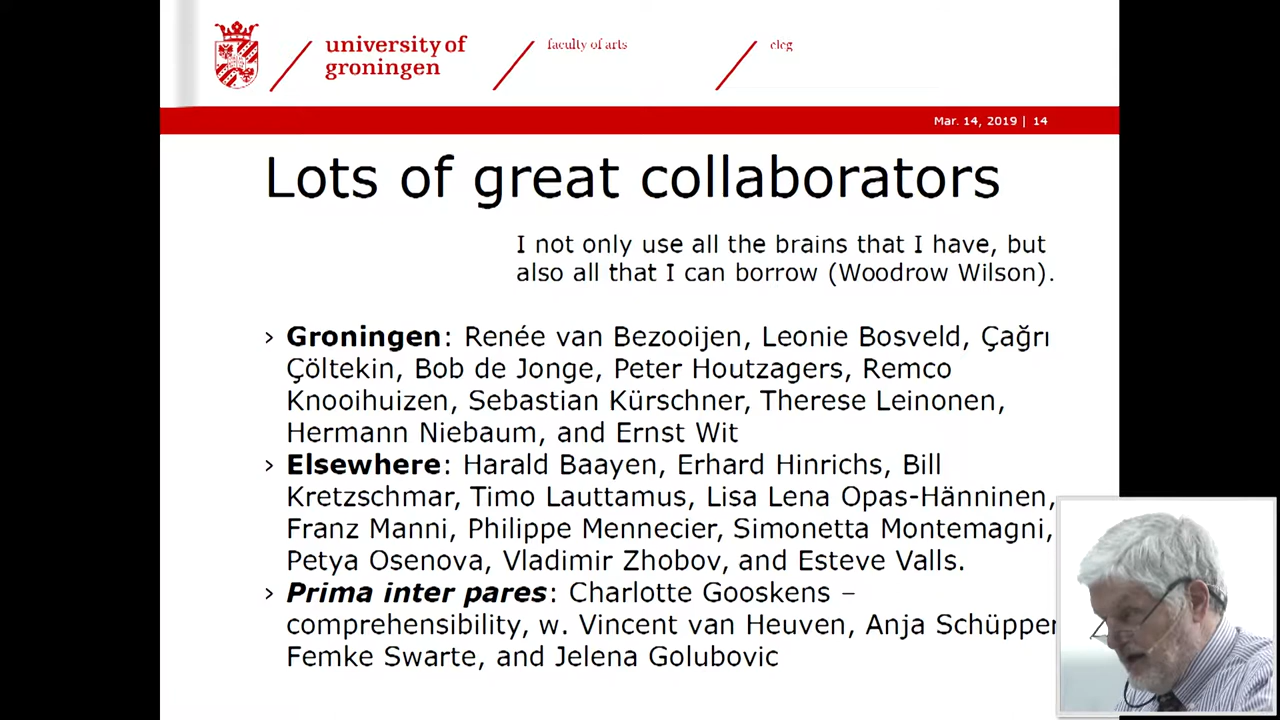 university of
groningen
faculty of arts
clcg
Mar. 14, 2019 | 14
Lots of great collaborators
I not only use all the brains that I have, but
also all that I can borrow (Woodrow Wilson).
› Groningen: Renée van Bezooijen, Leonie Bosveld, Çağrı
Çöltekin, Bob de Jonge, Peter Houtzagers, Remco
Knooihuizen, Sebastian Kürschner, Therese Leinonen,
Hermann Niebaum, and Ernst Wit
› Elsewhere: Harald Baayen, Erhard Hinrichs, Bill
Kretzschmar, Timo Lauttamus, Lisa Lena Opas-Hänninen,
Franz Manni, Philippe Mennecier, Simonetta Montemagni,
Petya Osenova, Vladimir Zhobov, and Esteve Valls.
› Prima inter pares: Charlotte Gooskens –
comprehensibility, w. Vincent van Heuven, Anja Schüpper
Femke Swarte, and Jelena Golubovic